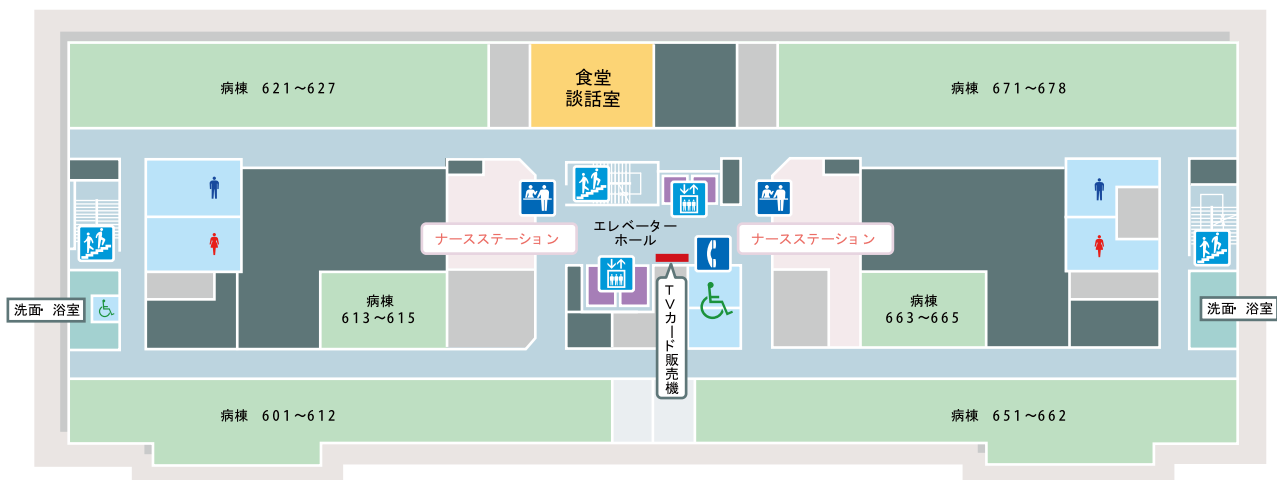 病棟 621〜627
食堂
談話室
病棟 671〜678
エレベーター
ホール
ナースステーション
ナースステーション
病棟
613〜615
TVカード販売機
病棟
663〜665
洗面・浴室
洗面・浴室
病棟 601〜612
病棟 651〜662